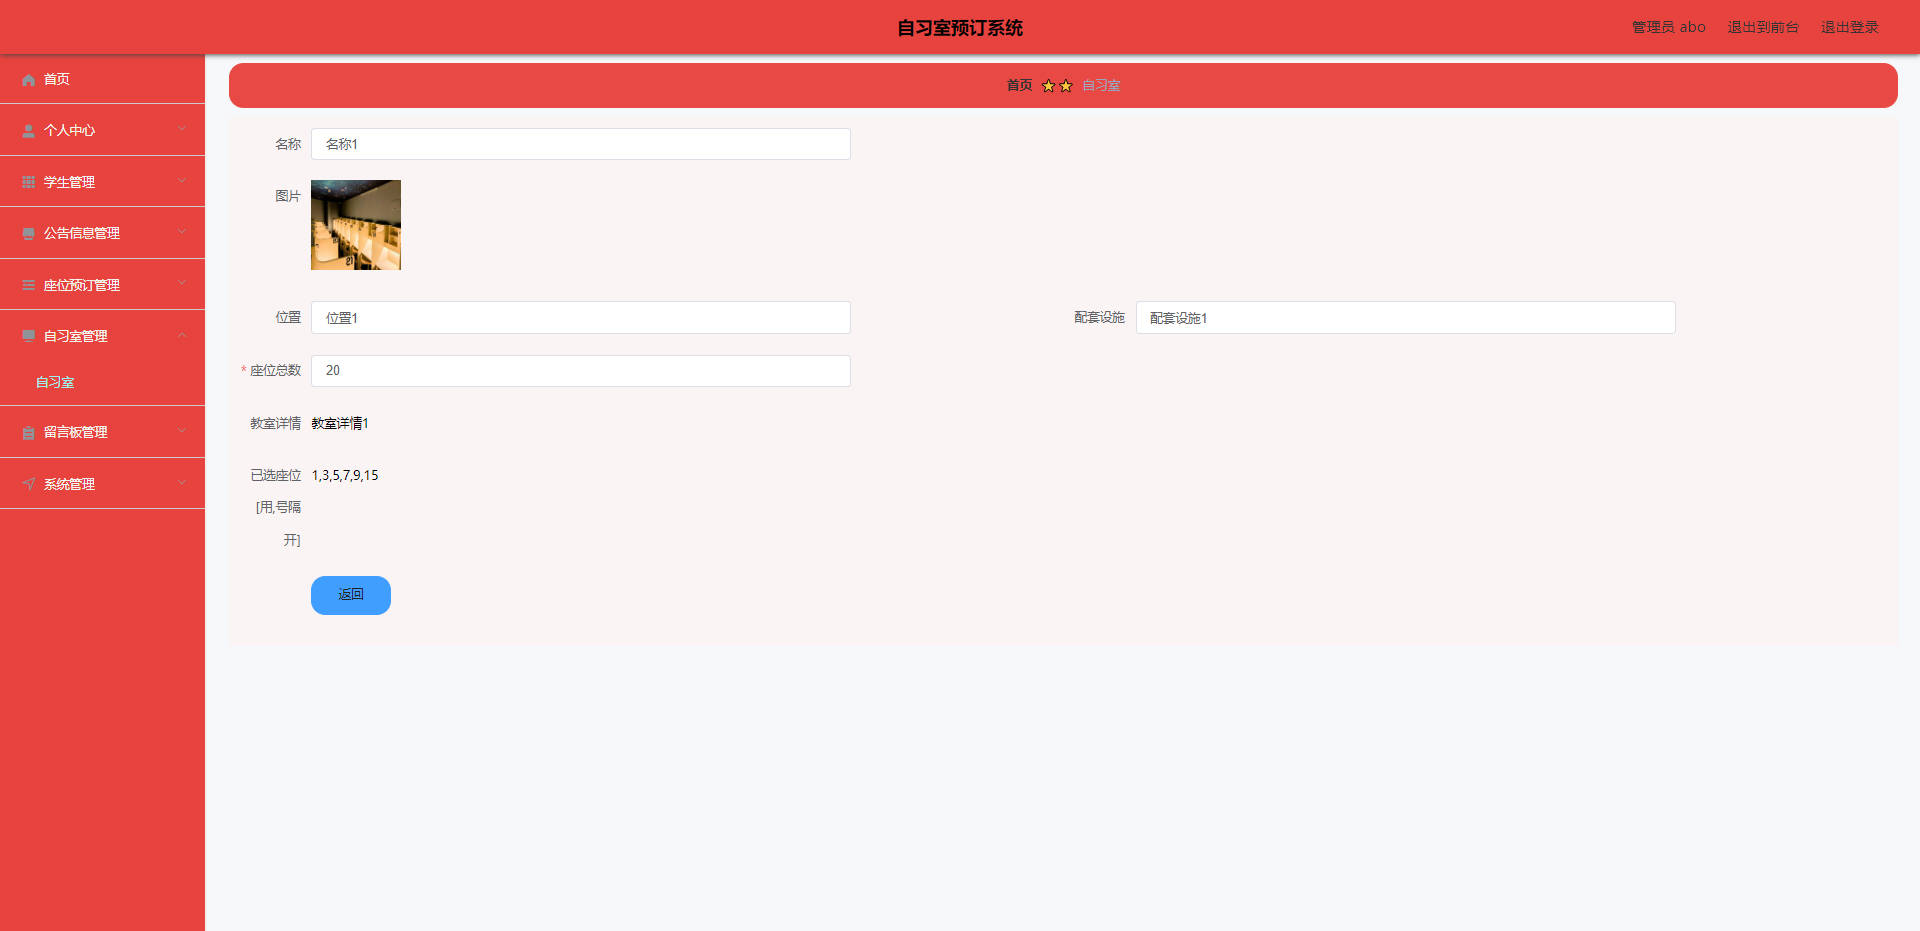 自习室预订系统
管理员 abo 退出到前台 退出登录
首页
个人中心
学生管理
公告信息管理
座位预订管理
自习室管理
自习室
留言板管理
系统管理
首页 自习室
名称 名称1
图片
位置 位置1 配套设施 配套设施1
* 座位总数 20
教室详情 教室详情1
已选座位 1,3,5,7,9,15
[用,号隔
开]
返回